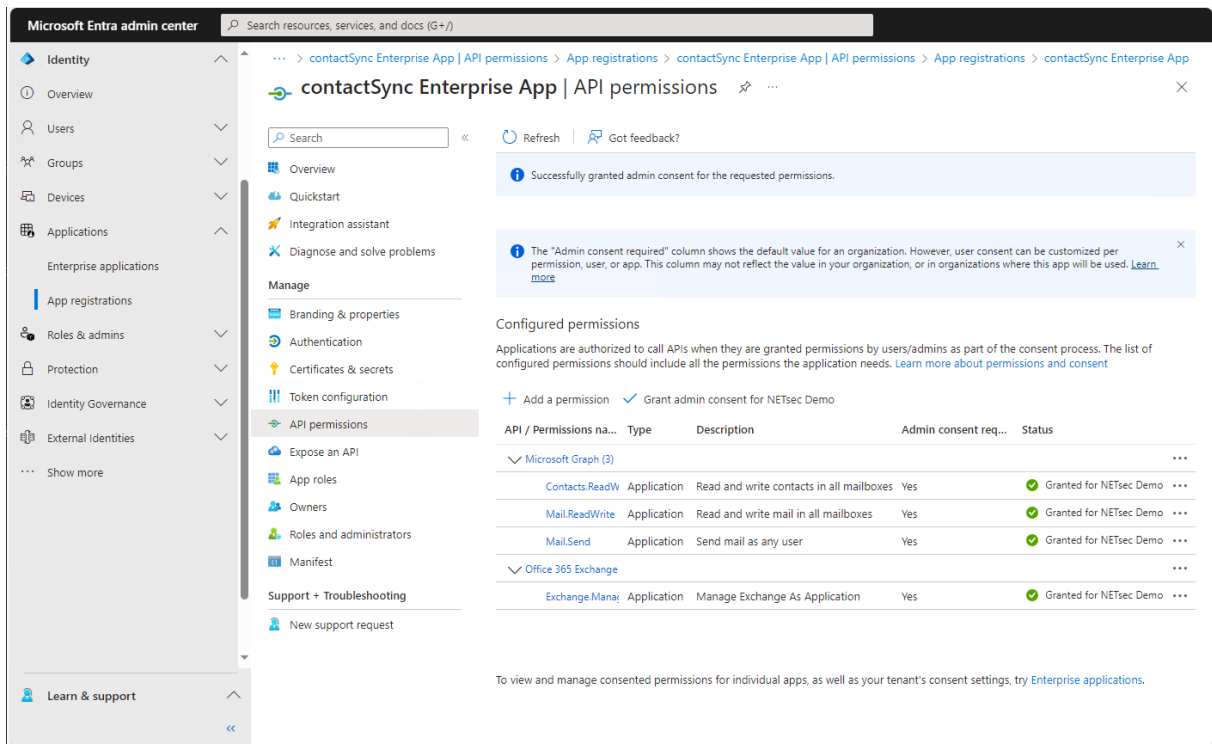 Microsoft Entra admin center
Search resources, services, and docs (G+/)
Identity
Overview
Users
Groups
Devices
Applications
Enterprise applications
App registrations
Roles & admins
Protection
Identity Governance
External Identities
··· Show more
Learn & support
«
··· > contactSync Enterprise App | API permissions > App registrations > contactSync Enterprise App | API permissions > App registrations > contactSync Enterprise App
contactSync Enterprise App | API permissions ···
Search «
Overview
Quickstart
Integration assistant
Diagnose and solve problems
Manage
Branding & properties
Authentication
Certificates & secrets
Token configuration
API permissions
Expose an API
App roles
Owners
Roles and administrators
Manifest
Support + Troubleshooting
New support request
Refresh | Got feedback?
Successfully granted admin consent for the requested permissions.
The "Admin consent required" column shows the default value for an organization. However, user consent can be customized per
permission, user, or app. This column may not reflect the value in your organization, or in organizations where this app will be used. Learn
more
Configured permissions
Applications are authorized to call APIs when they are granted permissions by users/admins as part of the consent process. The list of
configured permissions should include all the permissions the application needs. Learn more about permissions and consent
Add a permission Grant admin consent for NETsec Demo
API / Permissions na... Type Description Admin consent req... Status
Microsoft Graph (3) ···
Contacts.ReadW Application Read and write contacts in all mailboxes Yes Granted for NETsec Demo ···
Mail.ReadWrite Application Read and write mail in all mailboxes Yes Granted for NETsec Demo ···
Mail.Send Application Send mail as any user Yes Granted for NETsec Demo ···
Office 365 Exchange ···
Exchange.Manag Application Manage Exchange As Application Yes Granted for NETsec Demo ···
To view and manage consented permissions for individual apps, as well as your tenant's consent settings, try Enterprise applications.